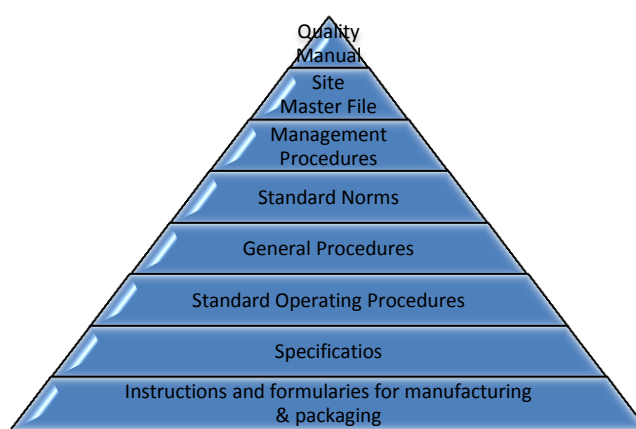 Quality
Manual
Site
Master File
Management
Procedures
Standard Norms
General Procedures
Standard Operating Procedures
Specificatios
Instructions and formularies for manufacturing
& packaging